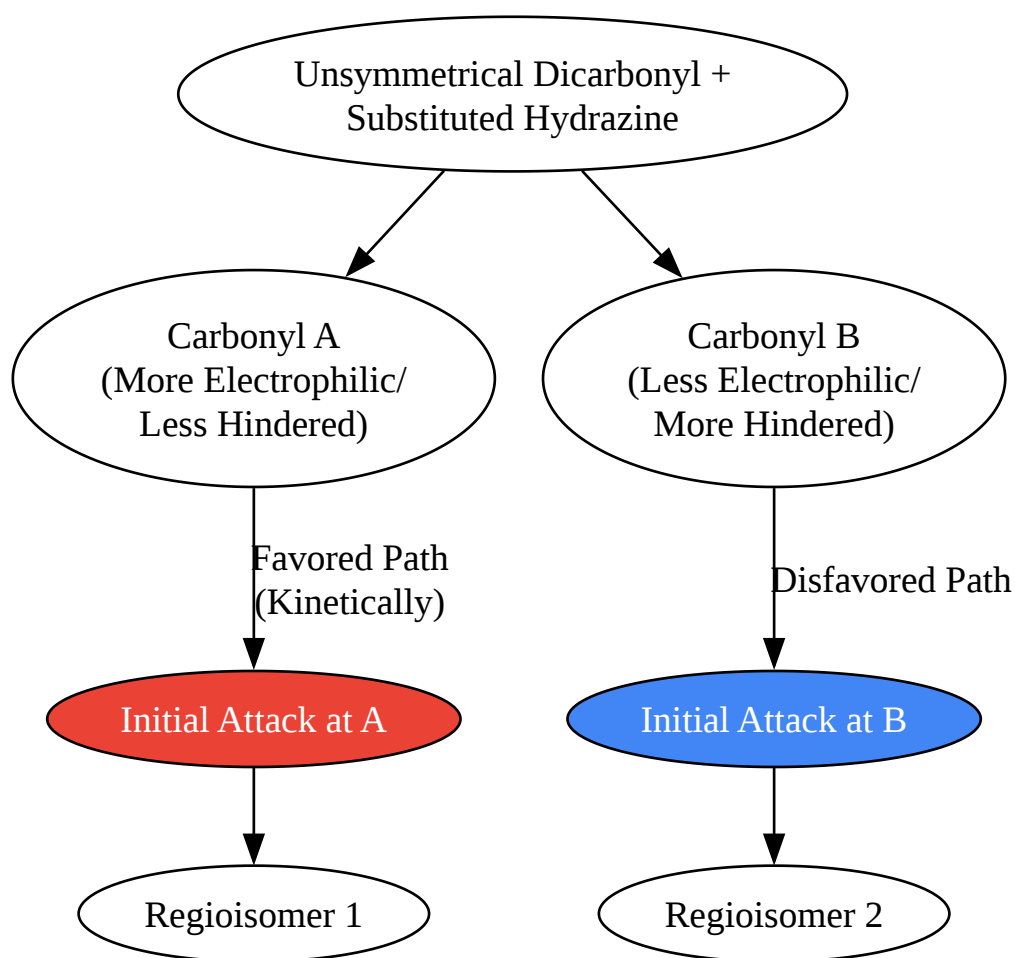 Unsymmetrical Dicarbonyl +
Substituted Hydrazine
Carbonyl A
(More Electrophilic/
Less Hindered)
Carbonyl B
(Less Electrophilic/
More Hindered)
Favored Path
(Kinetically)
Disfavored Path
Initial Attack at A
Initial Attack at B
Regioisomer 1
Regioisomer 2